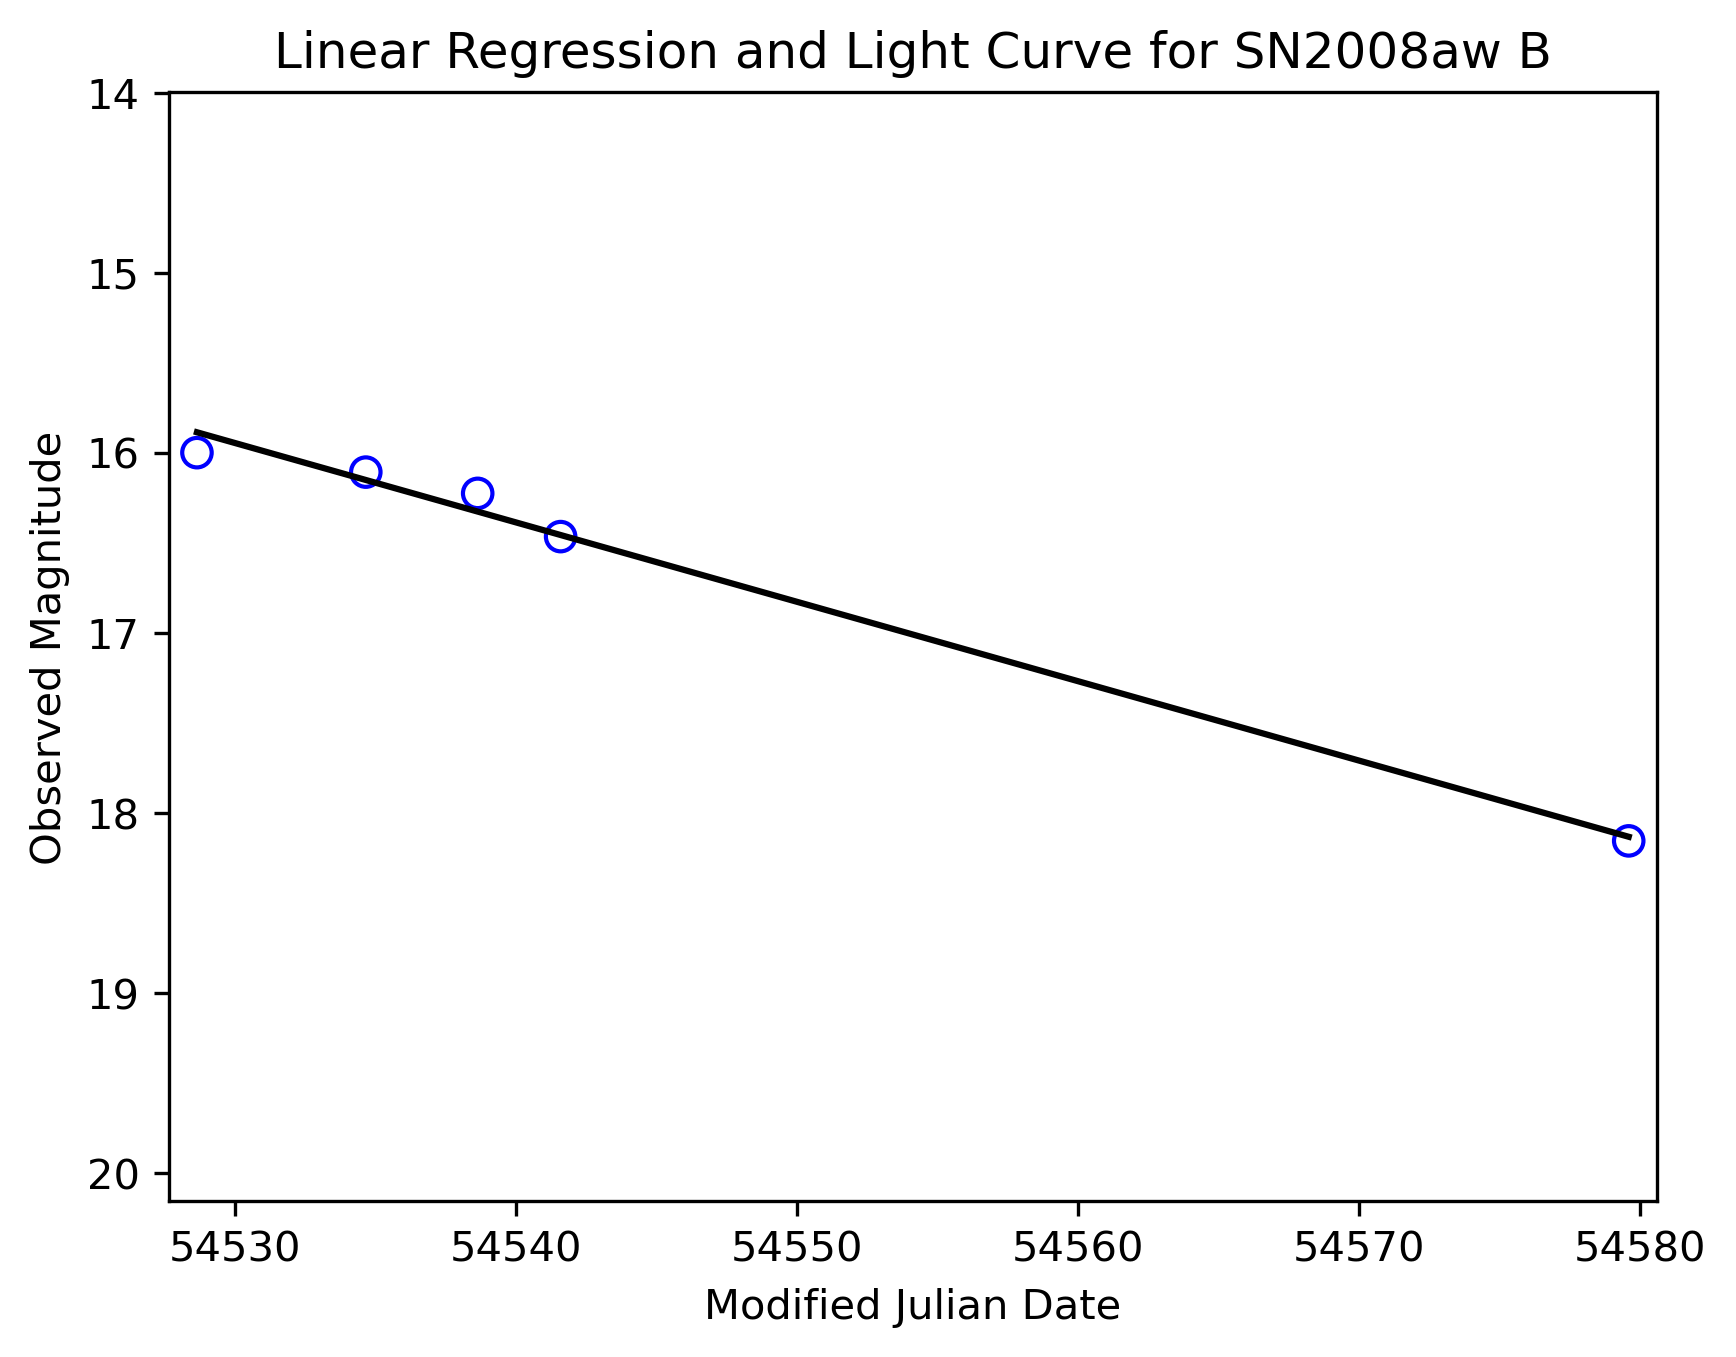 Linear Regression and Light Curve for SN2008aw B
14
15
16
17
18
19
20
Observed Magnitude
54530 54540 54550 54560 54570 54580
Modified Julian Date